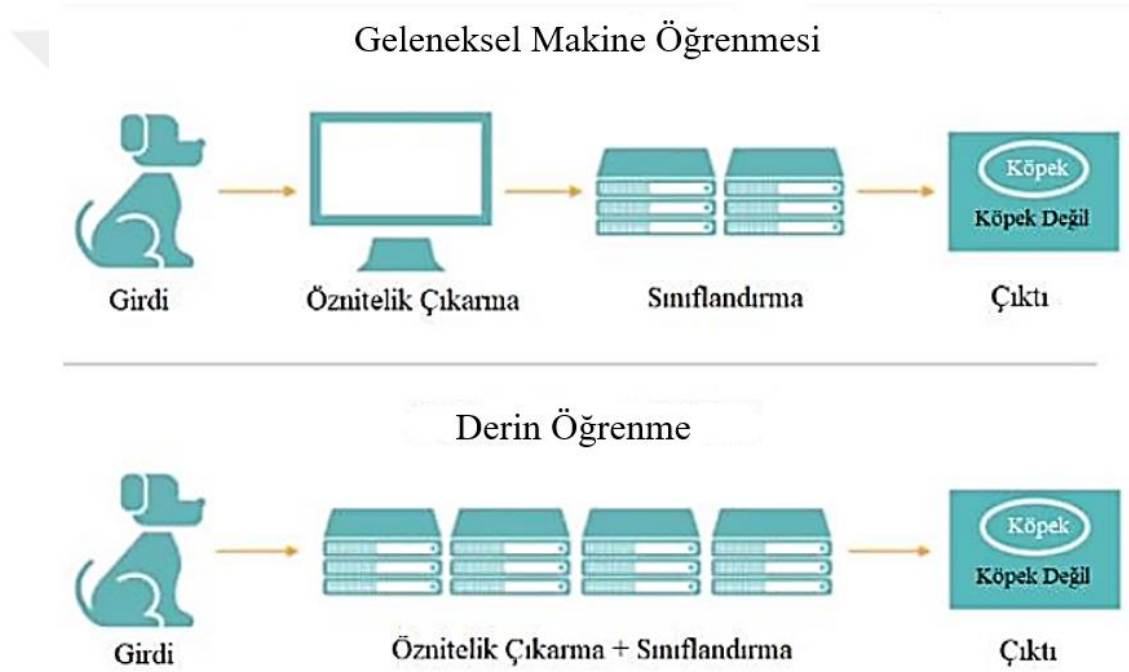 Geleneksel Makine Öğrenmesi
Köpek
Köpek Değil
Girdi
Öznitelik Çıkarma
Sınıflandırma
Çıktı
Derin Öğrenme
Köpek
Köpek Değil
Girdi
Öznitelik Çıkarma + Sınıflandırma
Çıktı